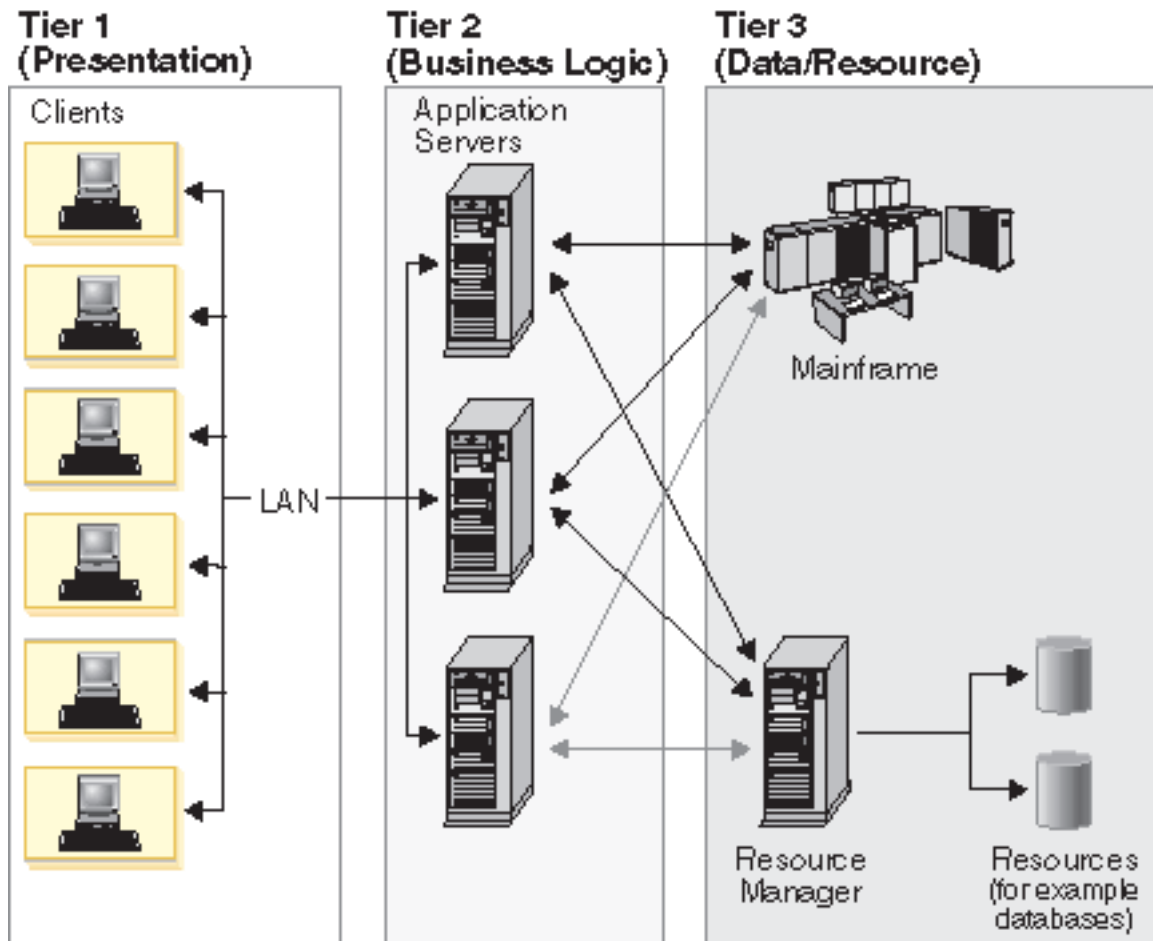 Tier 1
(Presentation)
Tier 2
(Business Logic)
Tier 3
(Data/Resource)
Clients
Application
Servers
LAN
Mainframe
Resource
Manager
Resources
(for example
databases)